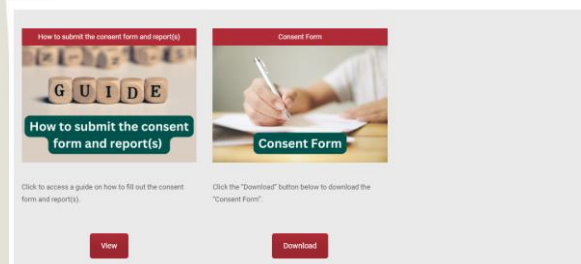 How to submit the consent form and report(s)
GUIDE
How to submit the consent
form and report(s)
Click to access a guide on how to fill out the consent
form and report(s).
View
Consent Form
Consent Form
Click the "Download" button below to download the
"Consent Form".
Download